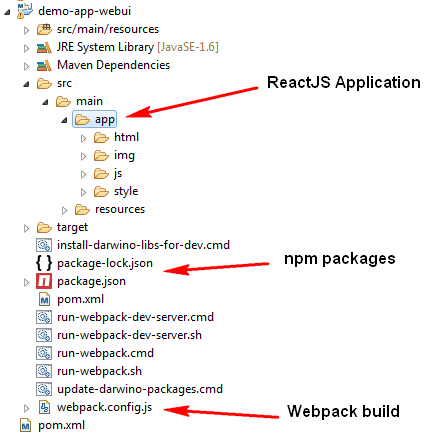 demo-app-webui
src/main/resources
JRE System Library [JavaSE-1.6]
Maven Dependencies
src
ReactJS Application
main
app
html
img
js
style
resources
target
install-darwino-libs-for-dev.cmd
package-lock.json
npm packages
package.json
pom.xml
run-webpack-dev-server.cmd
run-webpack-dev-server.sh
run-webpack.cmd
run-webpack.sh
update-darwino-packages.cmd
webpack.config.js
Webpack build
pom.xml